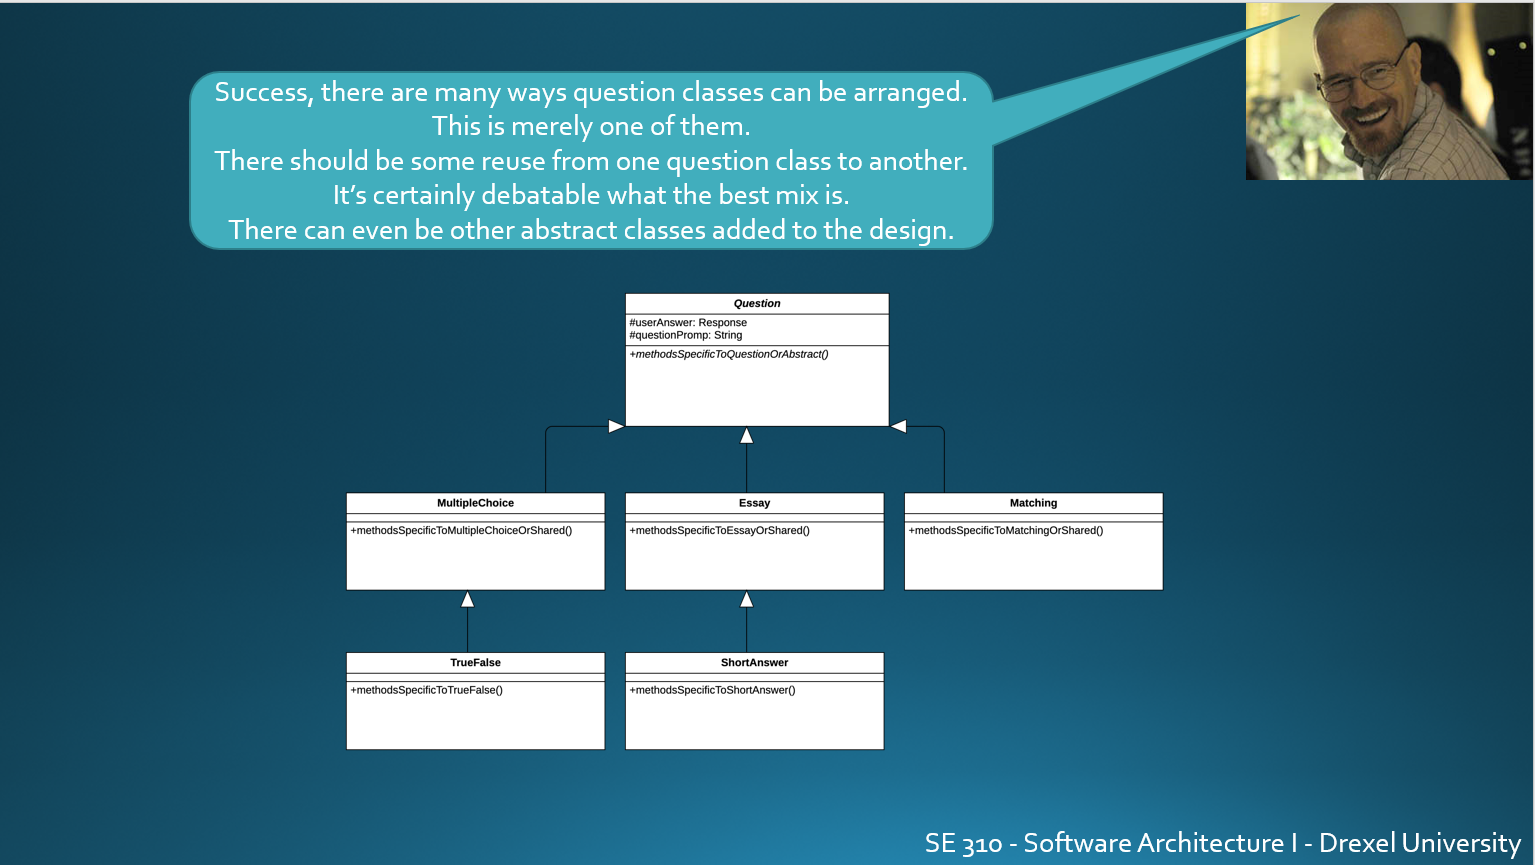 Success, there are many ways question classes can be arranged.
This is merely one of them.
There should be some reuse from one question class to another.
It's certainly debatable what the best mix is.
There can even be other abstract classes added to the design.
Question
#userAnswer: Response
#questionPromp: String
+methodsSpecificToQuestionOrAbstract()
MultipleChoice
+methodsSpecificToMultipleChoiceOrShared()
Essay
+methodsSpecificToEssayOrShared()
Matching
+methodsSpecificToMatchingOrShared()
TrueFalse
+methodsSpecificToTrueFalse()
ShortAnswer
+methodsSpecificToShortAnswer()
SE 310 - Software Architecture I - Drexel University